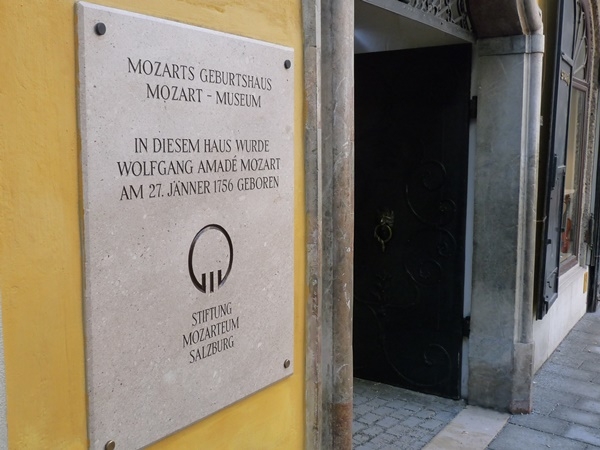 MOZARTS GEBURTSHAUS
MOZART - MUSEUM
IN DIESEM HAUS WURDE
WOLFGANG AMADÉ MOZART
AM 27. JÄNNER 1756 GEBOREN
STIFTUNG
MOZARTEUM
SALZBURG